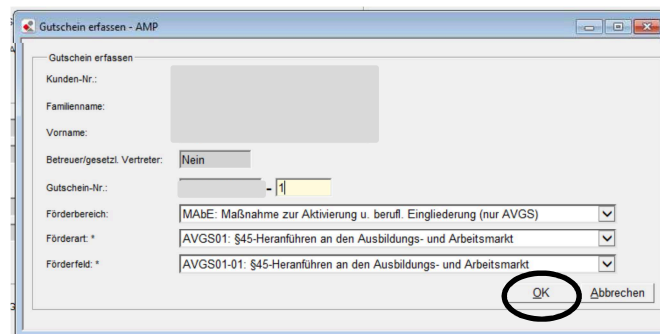 Gutschein erfassen - AMP
Gutschein erfassen
Kunden-Nr.:
Familienname:
Vorname:
Betreuer/gesetzl. Vertreter: Nein
Gutschein-Nr.: - 1
Förderbereich: MAbE: Maßnahme zur Aktivierung u. berufl. Eingliederung (nur AVGS)
Förderart: * AVGS01: §45-Heranführen an den Ausbildungs- und Arbeitsmarkt
Förderfeld: * AVGS01-01: §45-Heranführen an den Ausbildungs- und Arbeitsmarkt
OK Abbrechen